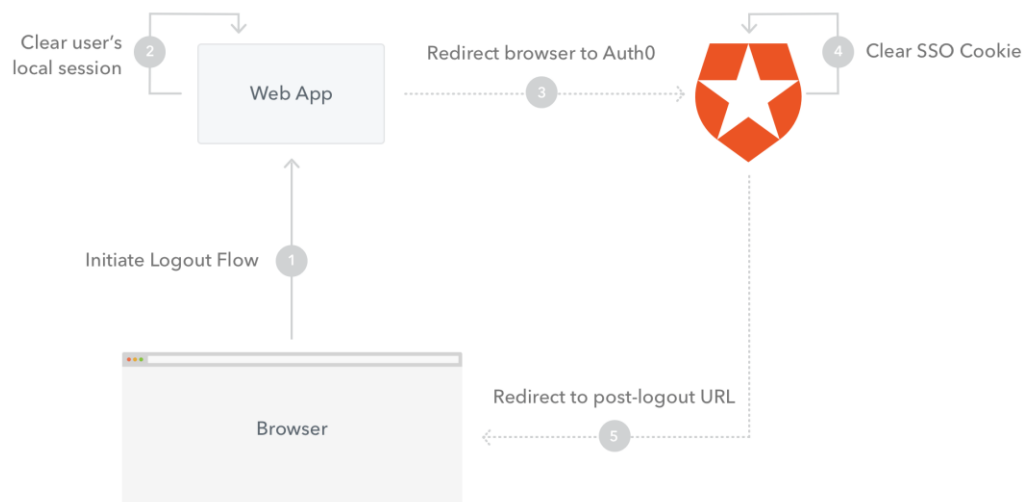 Clear user's
local session
2
Web App
Redirect browser to Auth0
3
4
Clear SSO Cookie
Initiate Logout Flow
1
Browser
Redirect to post-logout URL
5